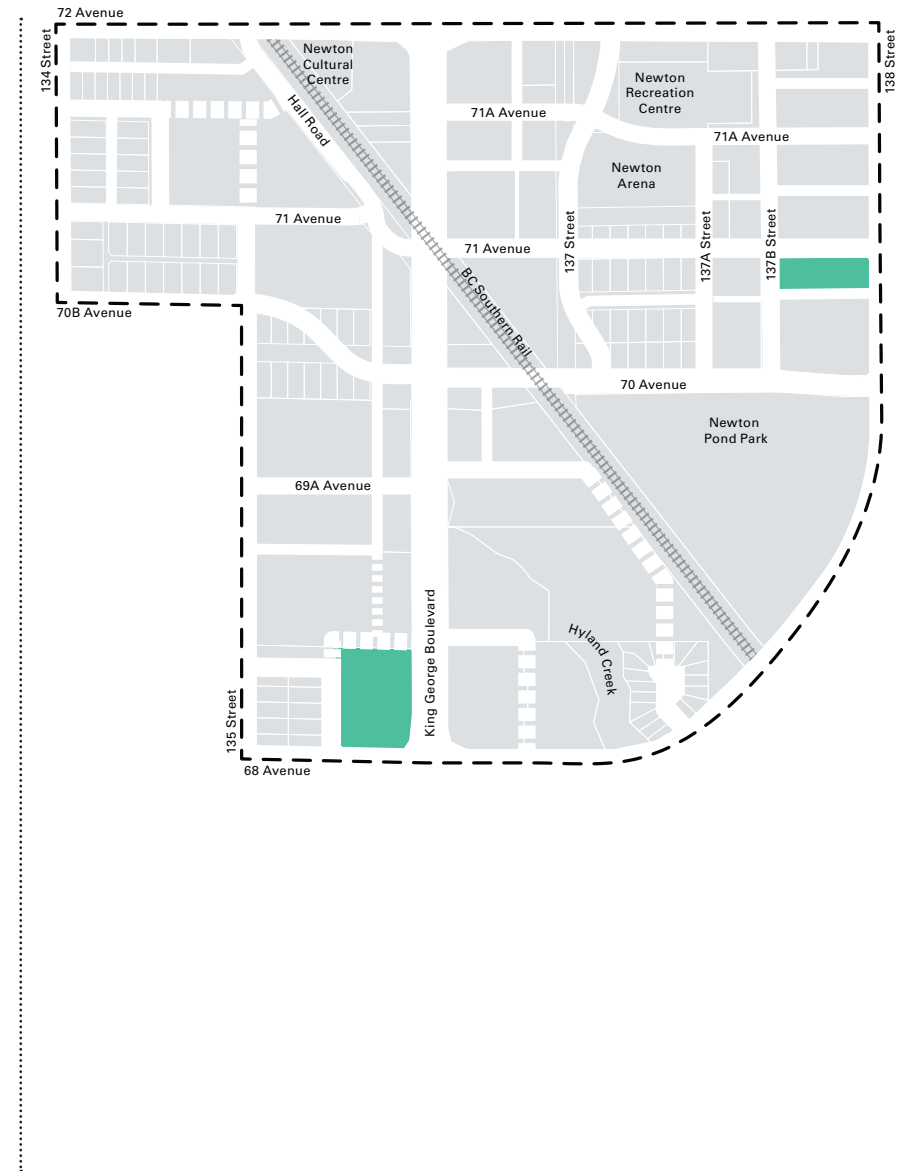 72 Avenue
134 Street
138 Street
Newton
Cultural
Centre
Hall Road
Newton
Recreation
Centre
71A Avenue
71A Avenue
Newton
Arena
71 Avenue
71 Avenue
137 Street
137A Street
137B Street
BC Southern Rail
70B Avenue
70 Avenue
Newton
Pond Park
69A Avenue
King George Boulevard
Hyland Creek
135 Street
68 Avenue